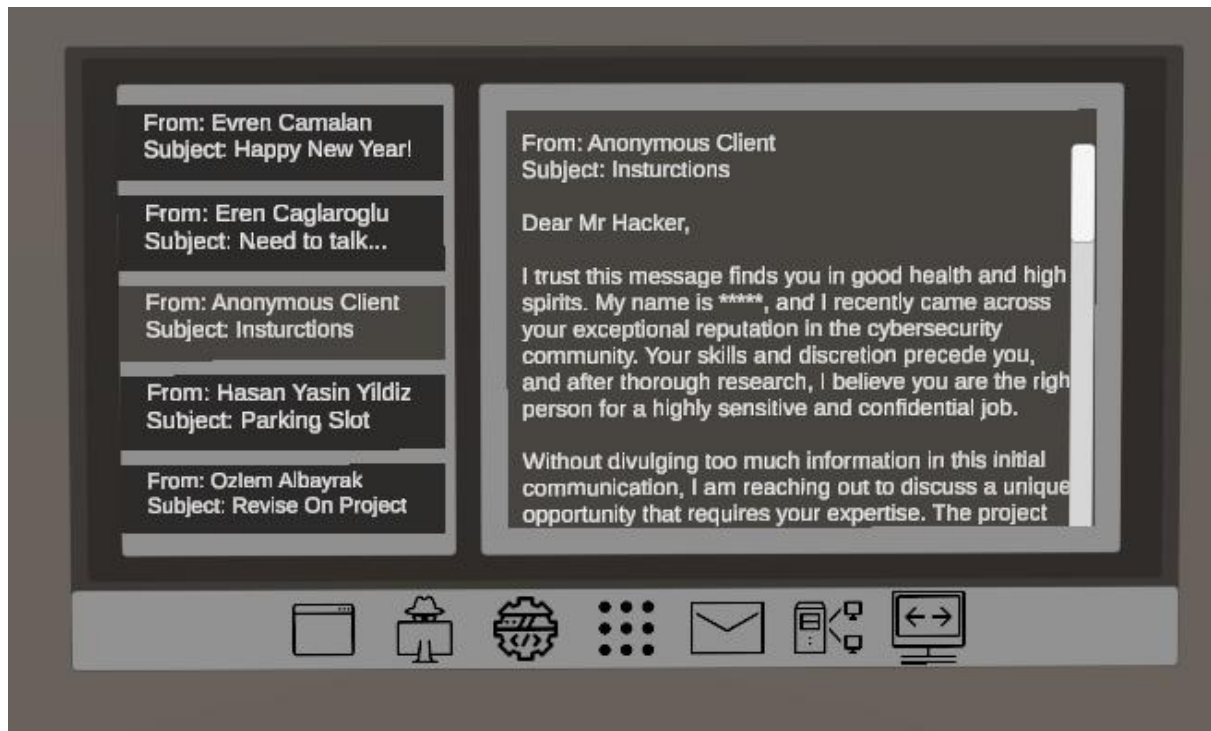 From: Evren Camalan
Subject: Happy New Year!
From: Eren Caglaroglu
Subject: Need to talk...
From: Anonymous Client
Subject: Insturctions
From: Hasan Yasin Yildiz
Subject: Parking Slot
From: Ozlem Albayrak
Subject: Revise On Project
From: Anonymous Client
Subject: Insturctions
Dear Mr Hacker,
I trust this message finds you in good health and high
spirits. My name is *****, and I recently came across
your exceptional reputation in the cybersecurity
community. Your skills and discretion precede you,
and after thorough research, I believe you are the righ
person for a highly sensitive and confidential job.
Without divulging too much information in this initial
communication, I am reaching out to discuss a unique
opportunity that requires your expertise. The project